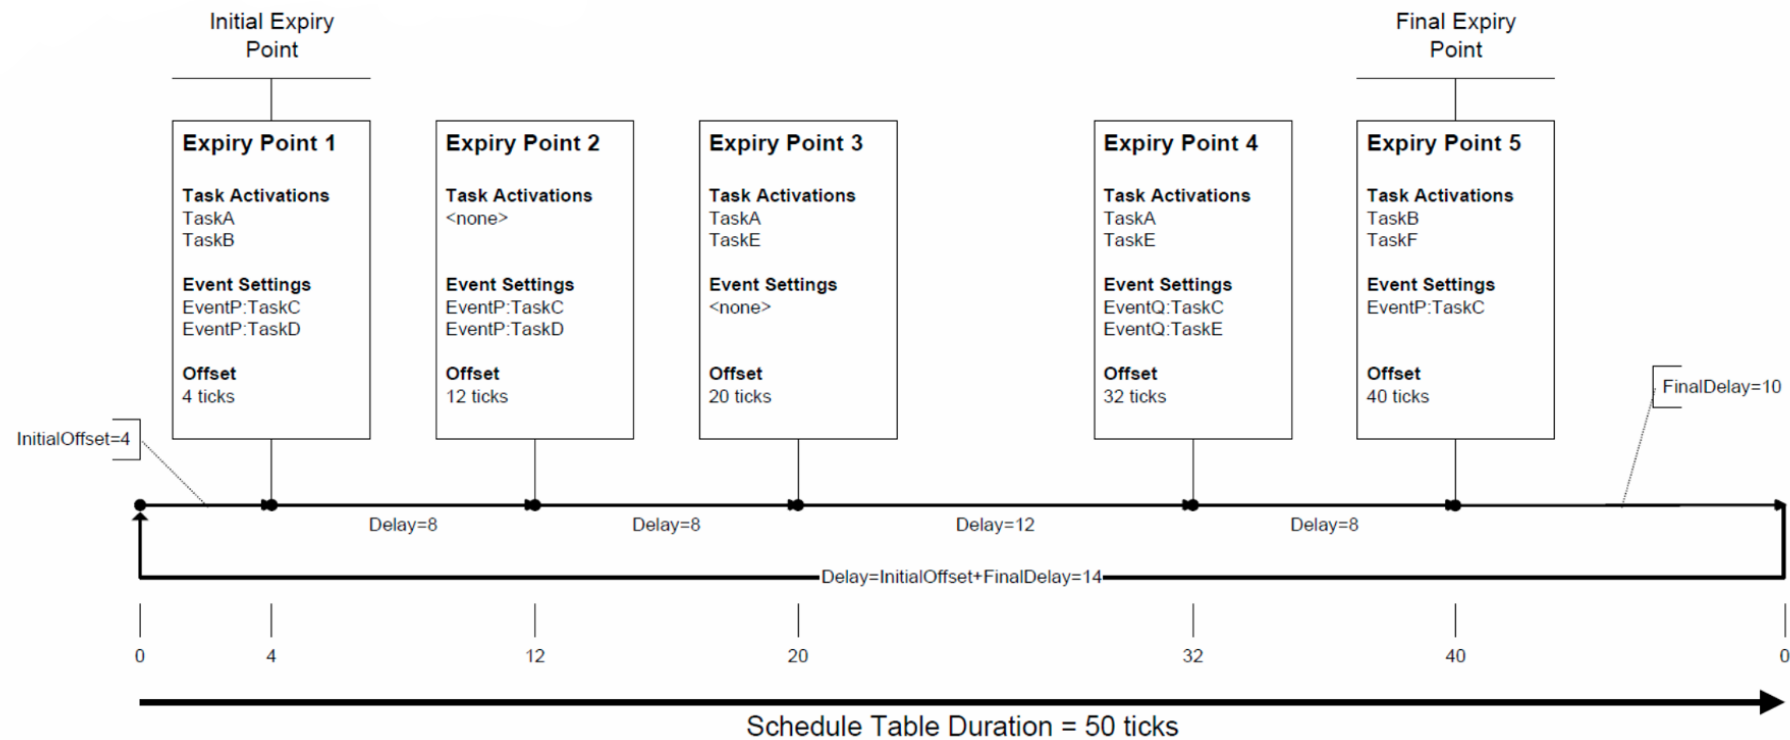 Initial Expiry
Point
Final Expiry
Point
Expiry Point 1
Task Activations
TaskA
TaskB
Event Settings
EventP:TaskC
EventP:TaskD
Offset
4 ticks
Expiry Point 2
Task Activations
<none>
Event Settings
EventP:TaskC
EventP:TaskD
Offset
12 ticks
Expiry Point 3
Task Activations
TaskA
TaskE
Event Settings
<none>
Offset
20 ticks
Expiry Point 4
Task Activations
TaskA
TaskE
Event Settings
EventQ:TaskC
EventQ:TaskE
Offset
32 ticks
Expiry Point 5
Task Activations
TaskB
TaskF
Event Settings
EventP:TaskC
Offset
40 ticks
InitialOffset=4
FinalDelay=10
Delay=8
Delay=8
Delay=12
Delay=8
Delay=InitialOffset+FinalDelay=14
0
4
12
20
32
40
0
Schedule Table Duration = 50 ticks